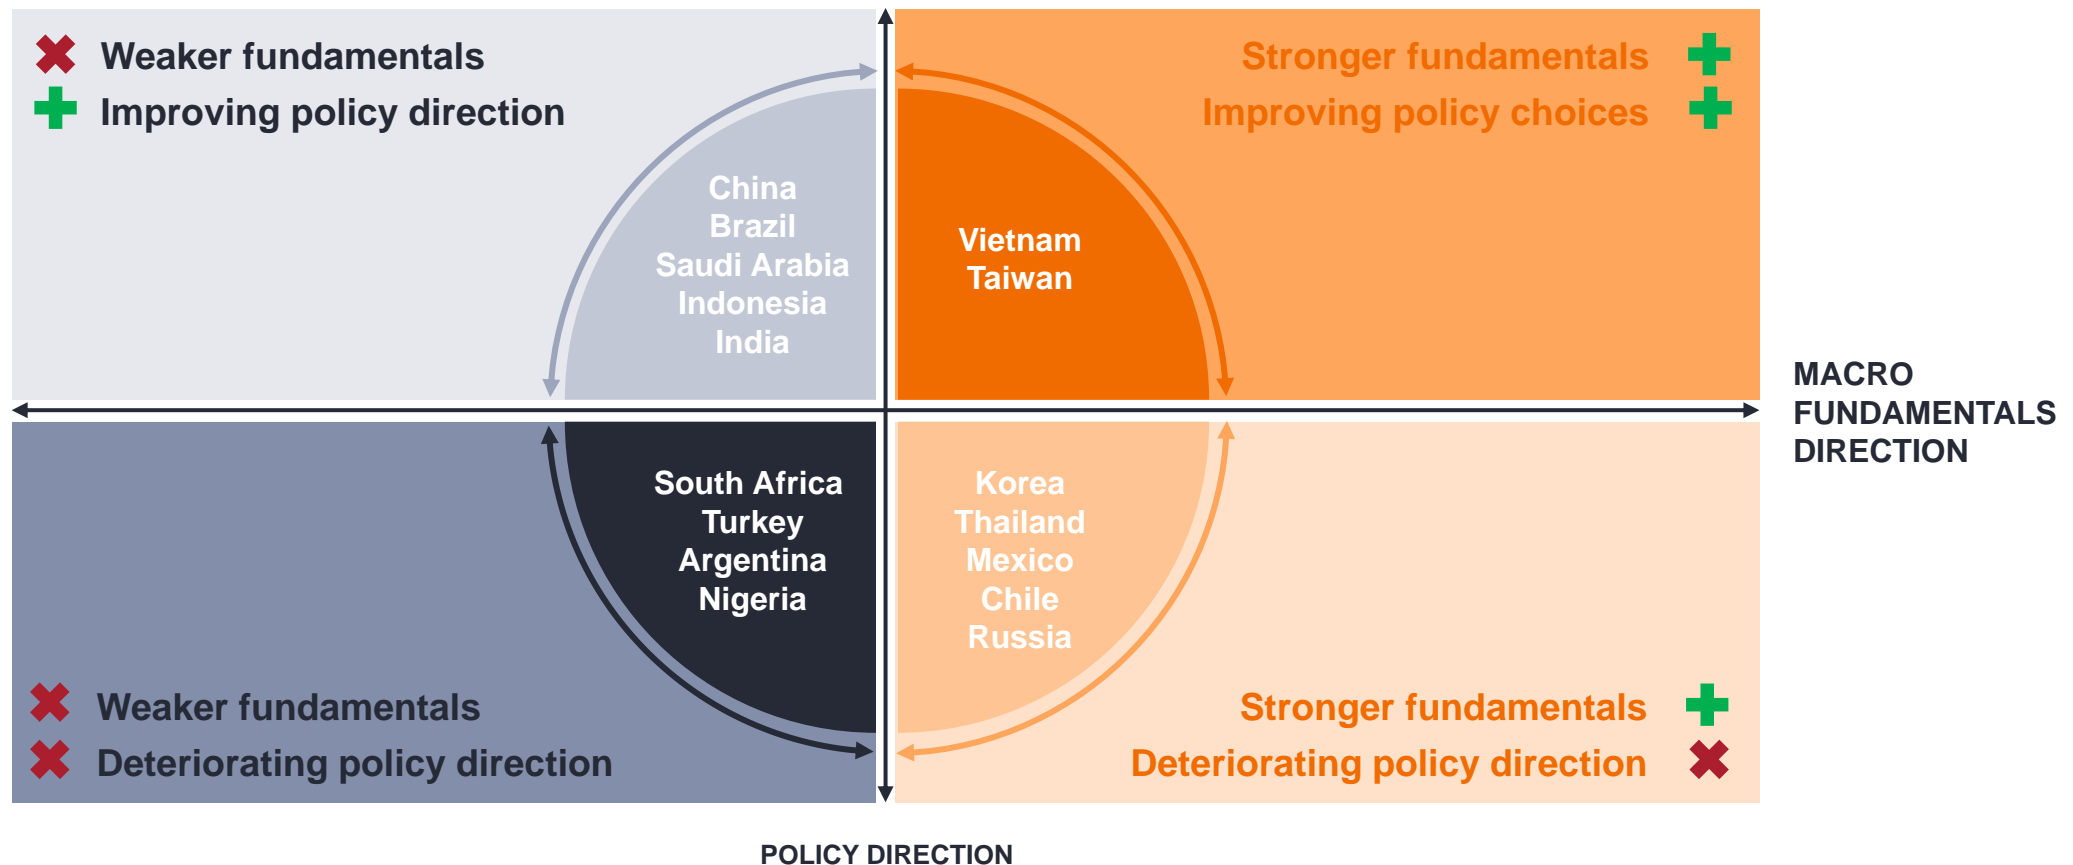 Weaker fundamentals
Improving policy direction
Stronger fundamentals
Improving policy choices
China
Brazil
Saudi Arabia
Indonesia
India
Vietnam
Taiwan
MACRO
FUNDAMENTALS
DIRECTION
South Africa
Turkey
Argentina
Nigeria
Korea
Thailand
Mexico
Chile
Russia
Weaker fundamentals
Deteriorating policy direction
Stronger fundamentals
Deteriorating policy direction
POLICY DIRECTION